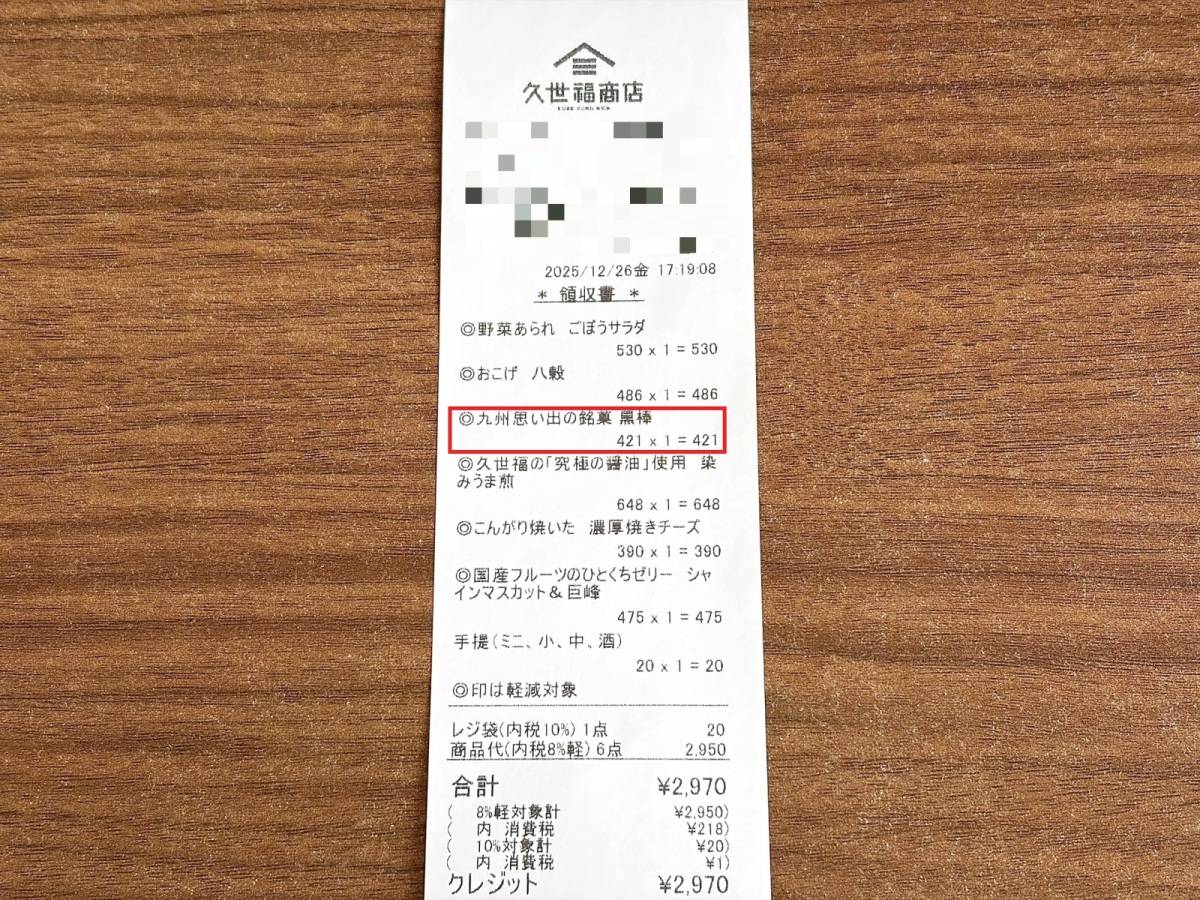 久世福商店
KUZE FUKU & CO.
2025/12/26金 17:19:08
* 領収書 *
◎野菜あられ ごぼうサラダ
530 x 1 = 530
◎おこげ 八穀
486 x 1 = 486
◎九州思い出の銘菓 黒棒
421 x 1 = 421
◎久世福の「究極の醤油」使用 染
みうま煎
648 x 1 = 648
◎こんがり焼いた 濃厚焼きチーズ
390 x 1 = 390
◎国産フルーツのひとくちゼリー シャ
インマスカット&巨峰
475 x 1 = 475
手提(ミニ、小、中、酒)
20 x 1 = 20
◎印は軽減対象
レジ袋(内税10%) 1点 20
商品代(内税8%軽) 6点 2,950
合計 ¥2,970
( 8%軽対象計 ¥2,950)
( 内 消費税 ¥218)
( 10%対象計 ¥20)
( 内 消費税 ¥1)
クレジット ¥2,970